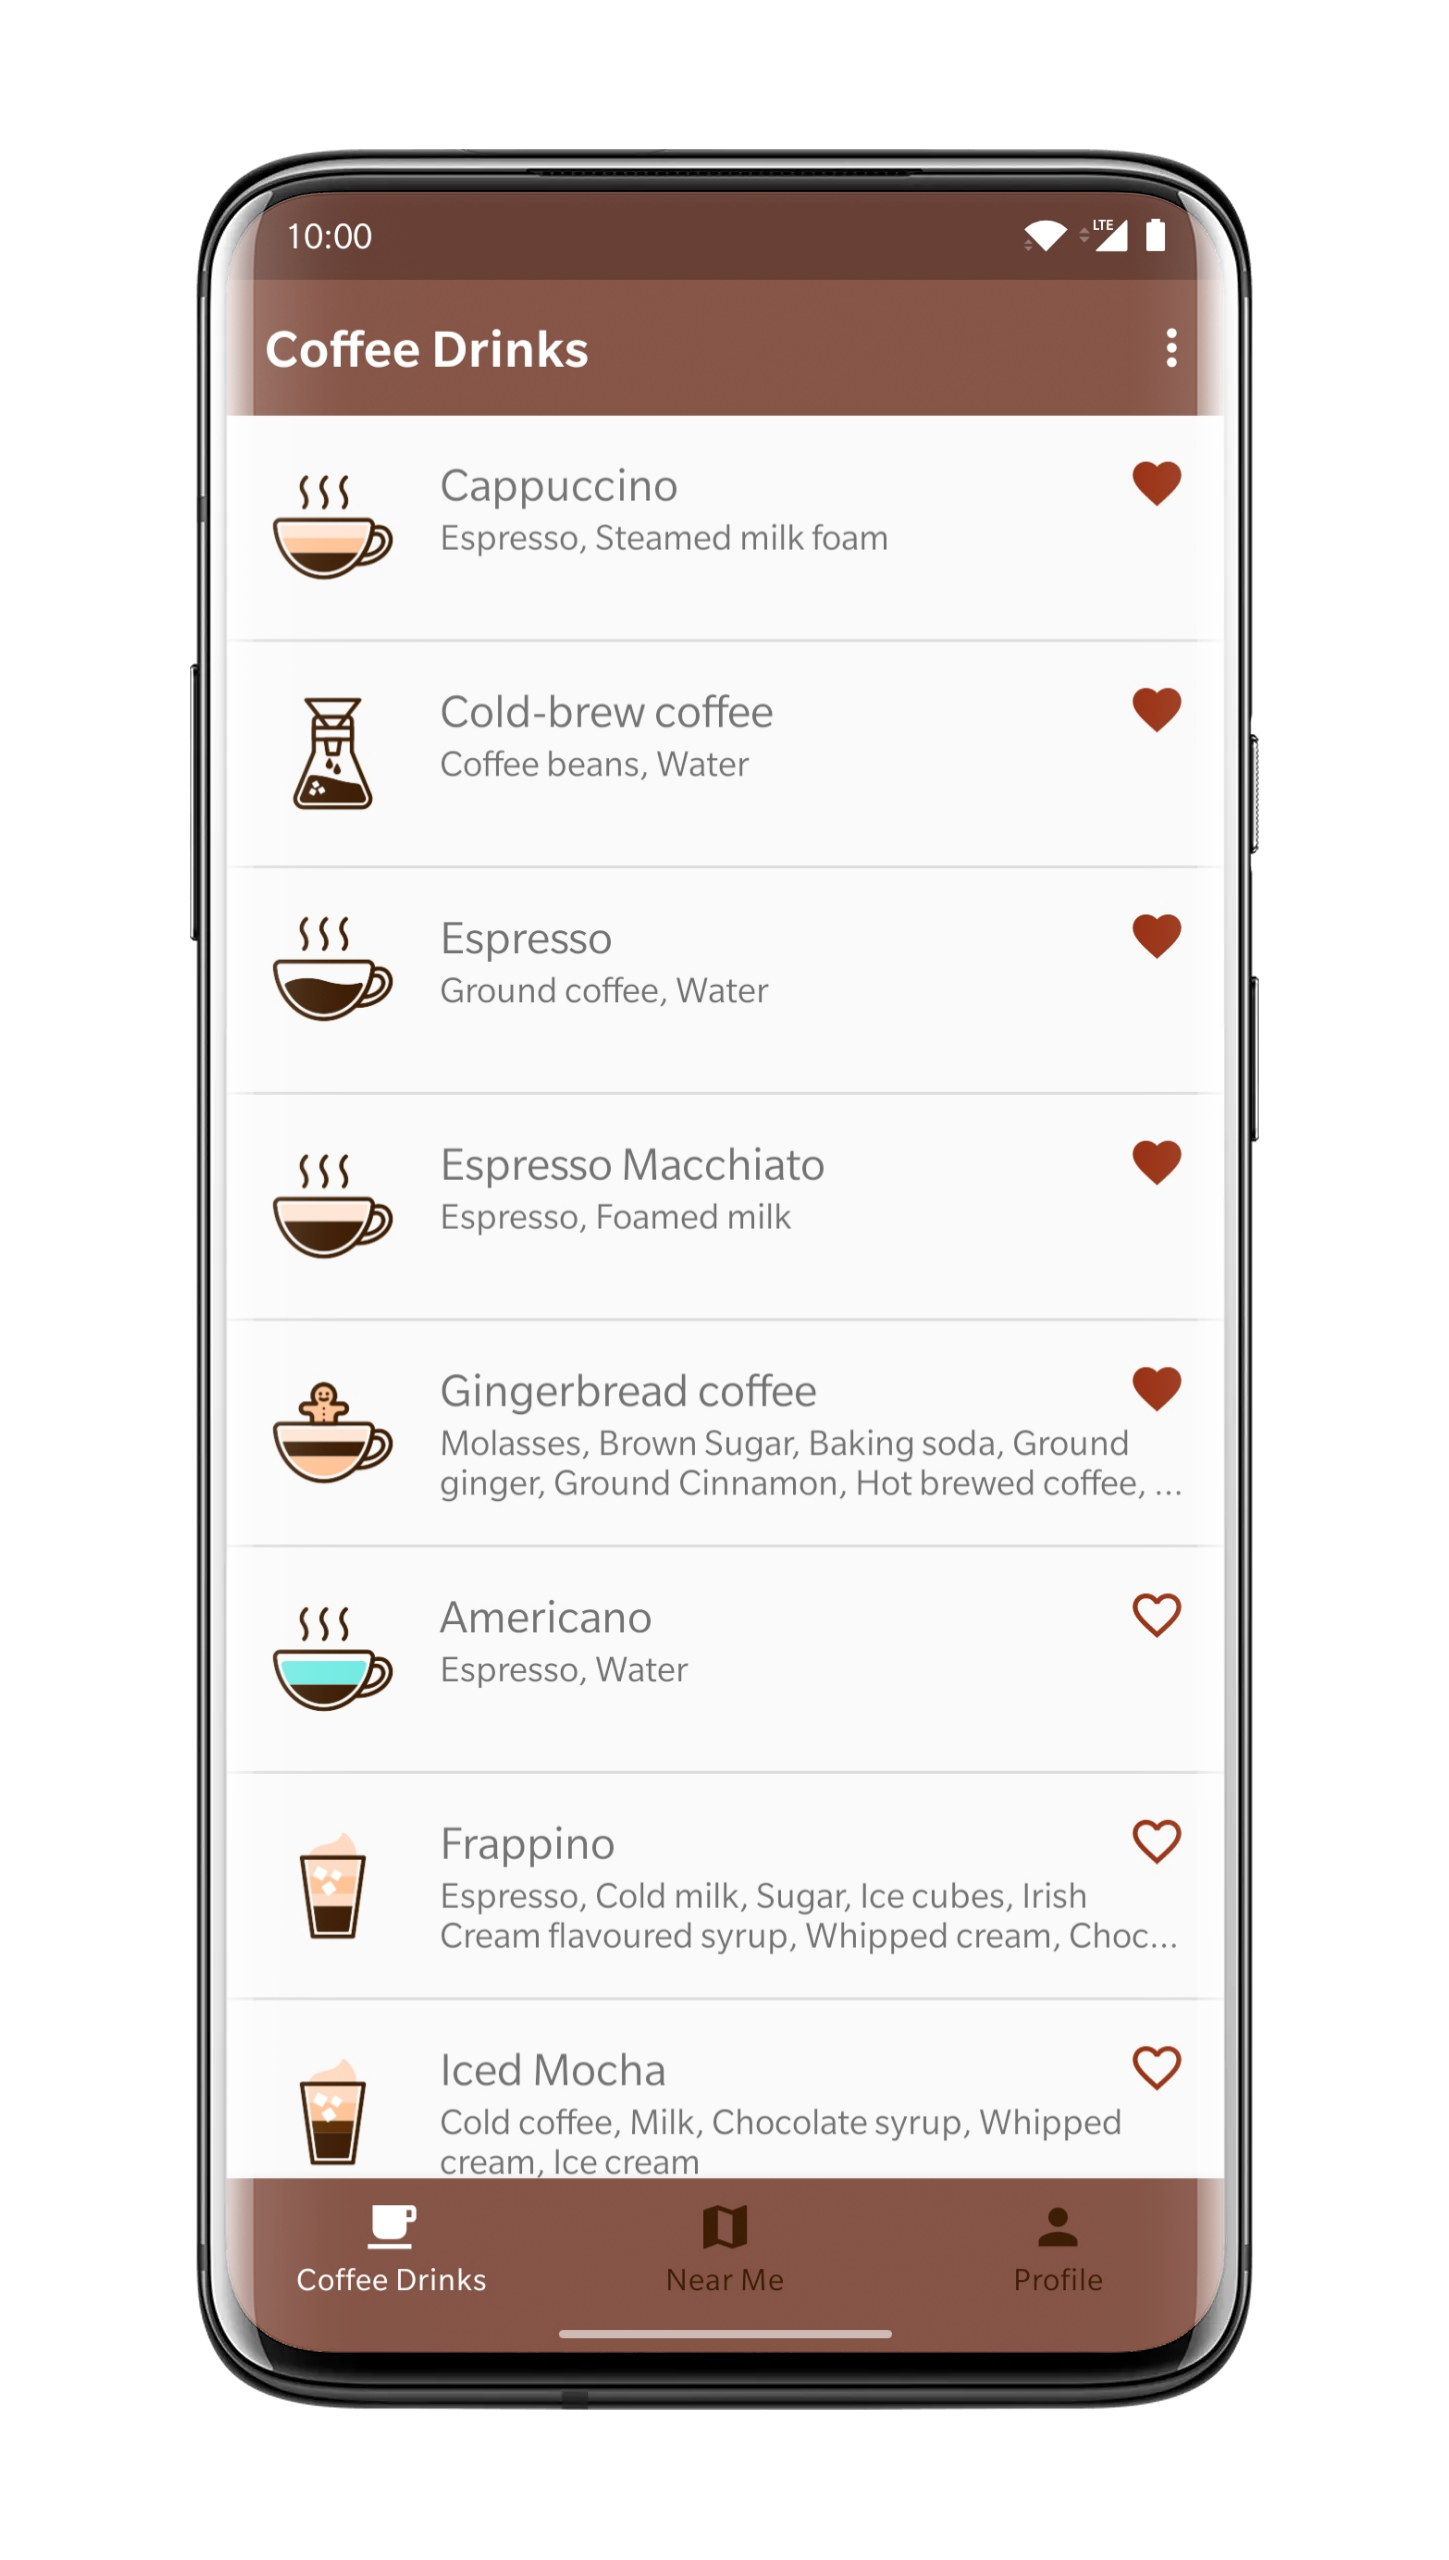 10:00
LTE
Coffee Drinks
Cappuccino
Espresso, Steamed milk foam
Cold-brew coffee
Coffee beans, Water
Espresso
Ground coffee, Water
Espresso Macchiato
Espresso, Foamed milk
Gingerbread coffee
Molasses, Brown Sugar, Baking soda, Ground
ginger, Ground Cinnamon, Hot brewed coffee, ...
Americano
Espresso, Water
Frappino
Espresso, Cold milk, Sugar, Ice cubes, Irish
Cream flavoured syrup, Whipped cream, Choc...
Iced Mocha
Cold coffee, Milk, Chocolate syrup, Whipped
cream, Ice cream
Coffee Drinks
Near Me
Profile